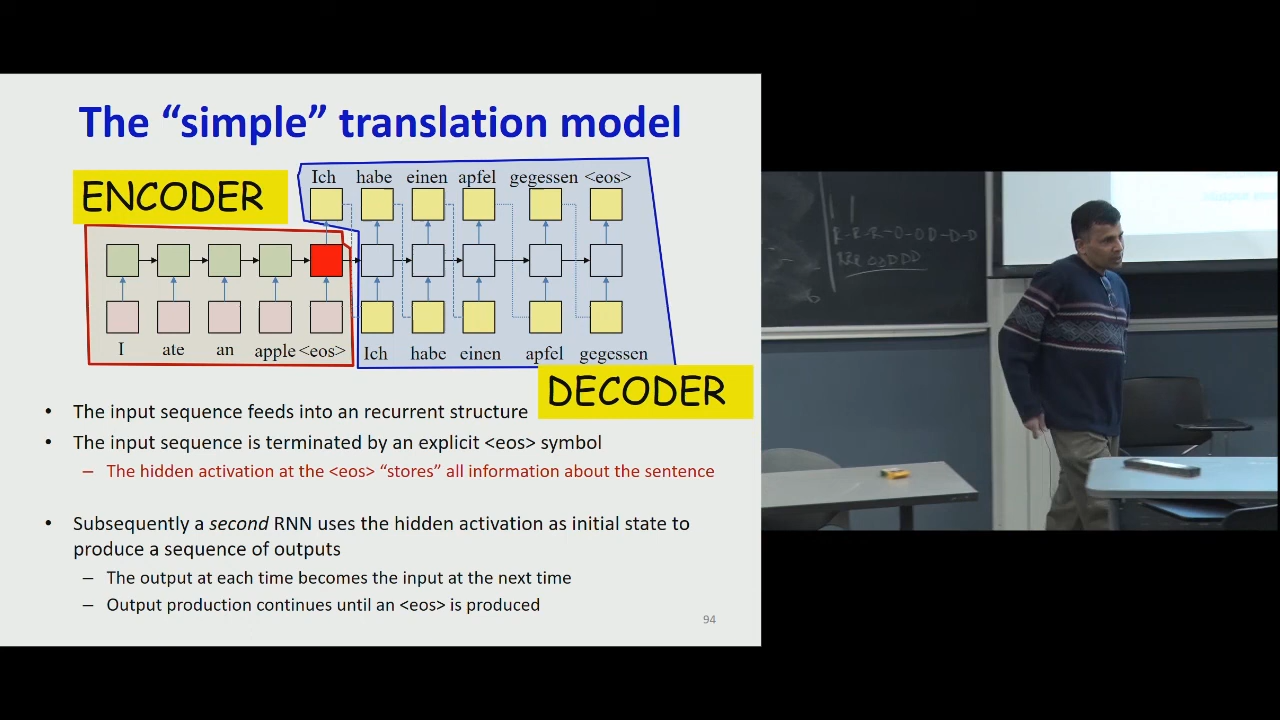 The “simple” translation model
ENCODER
Ich habe einen apfel gegessen <eos>
I ate an apple <eos> Ich habe einen apfel gegessen
DECODER
• The input sequence feeds into an recurrent structure
• The input sequence is terminated by an explicit <eos> symbol
– The hidden activation at the <eos> “stores” all information about the sentence
• Subsequently a second RNN uses the hidden activation as initial state to
produce a sequence of outputs
– The output at each time becomes the input at the next time
– Output production continues until an <eos> is produced
94